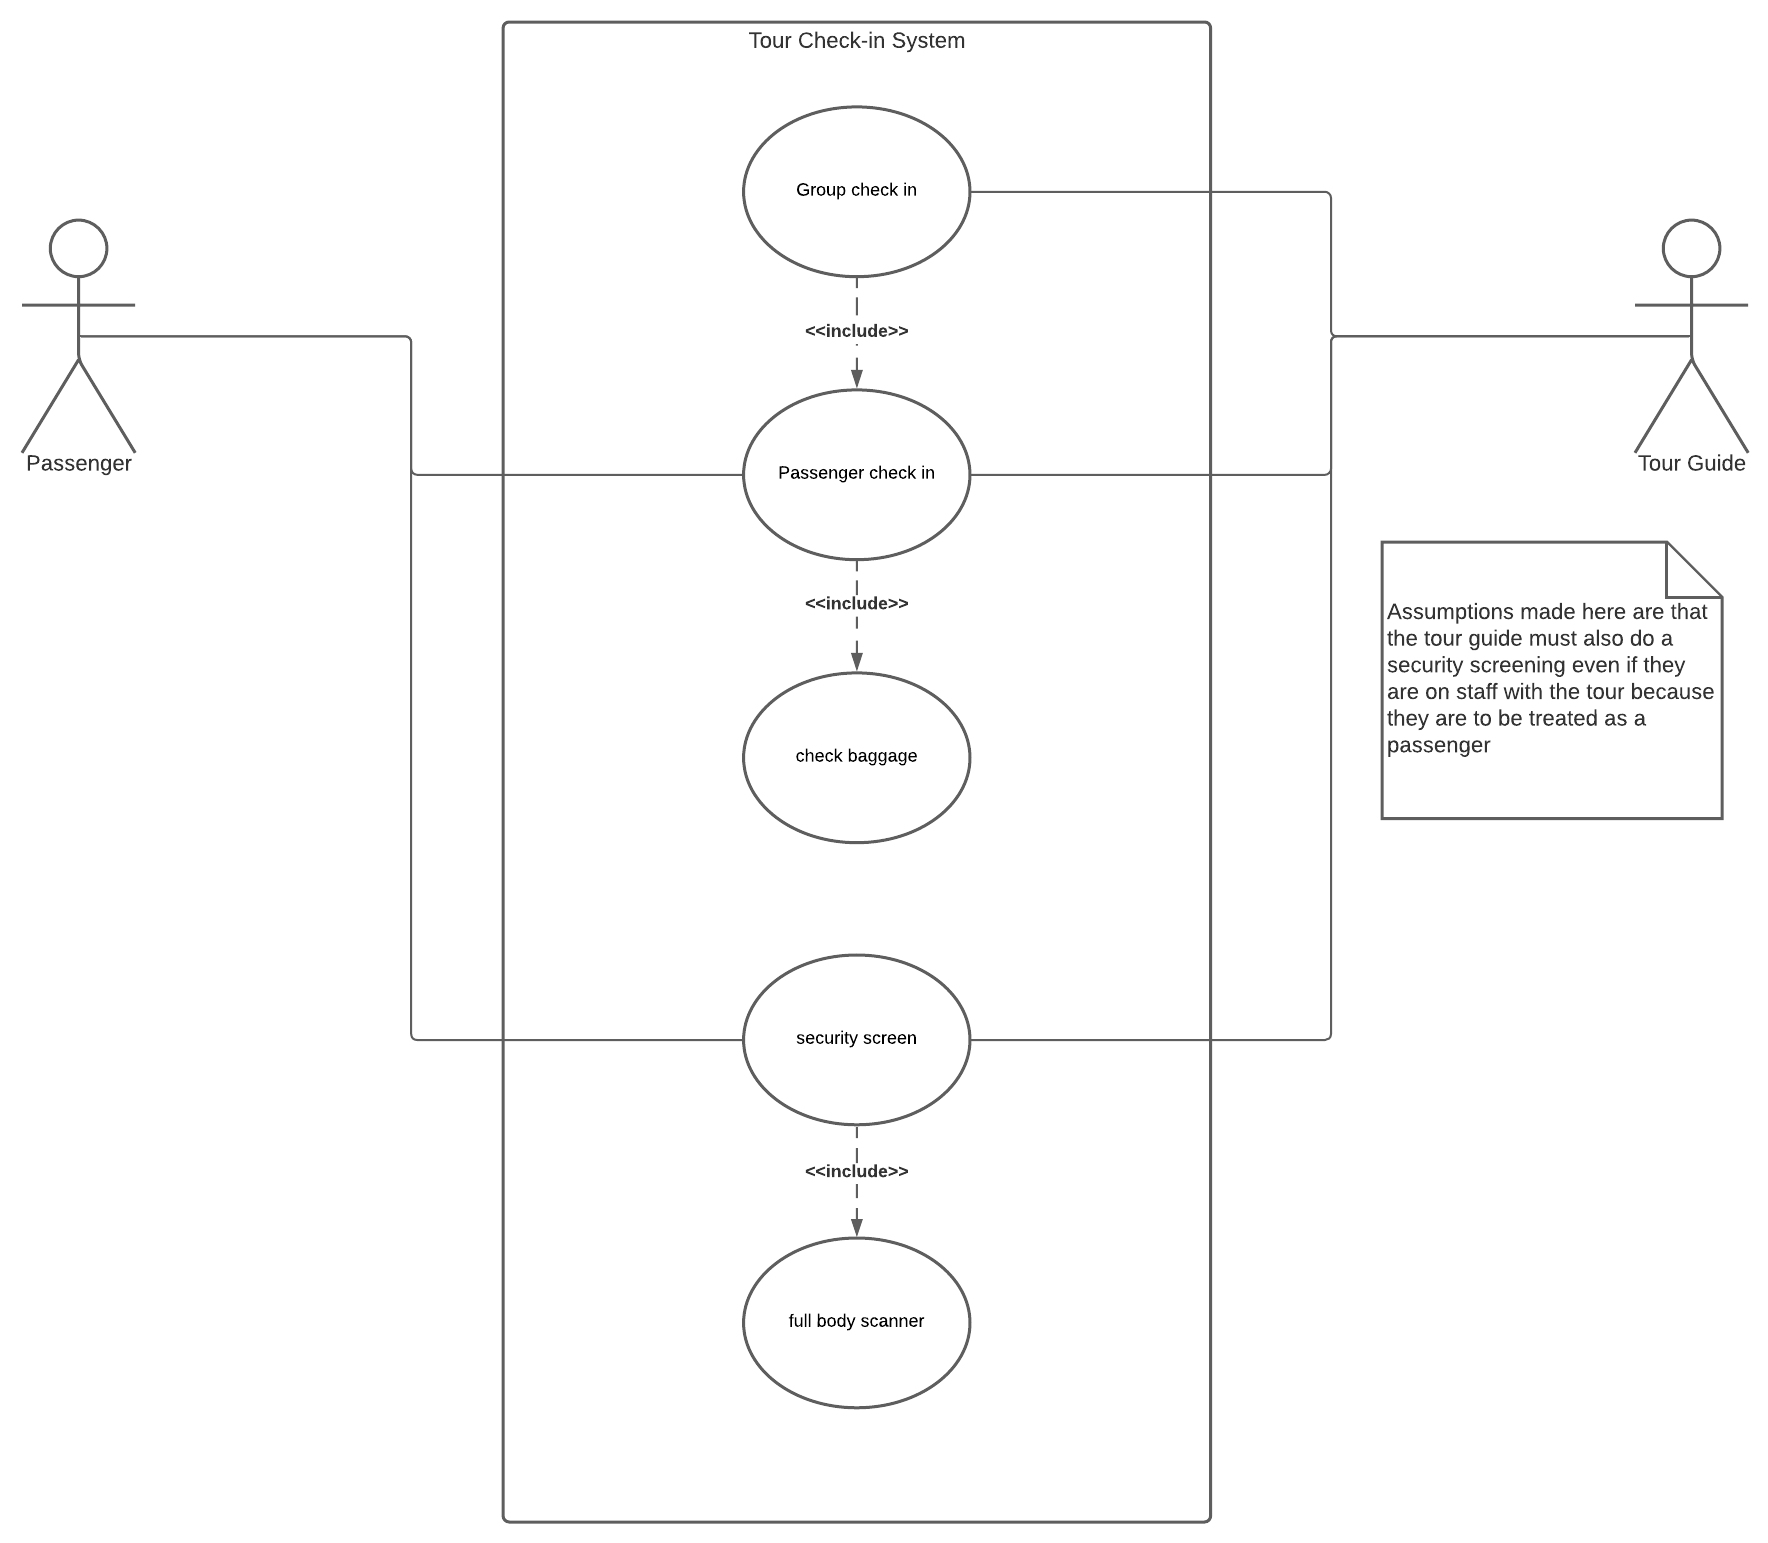 Tour Check-in System
Group check in
<<include>>
Passenger
Passenger check in
Tour Guide
<<include>>
Assumptions made here are that
the tour guide must also do a
security screening even if they
are on staff with the tour because
they are to be treated as a
passenger
check baggage
security screen
<<include>>
full body scanner